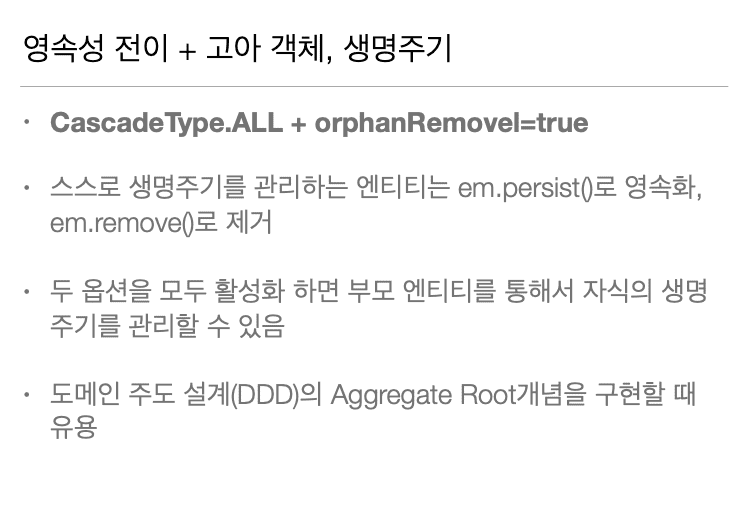 영속성 전이 + 고아 객체, 생명주기
• CascadeType.ALL + orphanRemovel=true
• 스스로 생명주기를 관리하는 엔티티는 em.persist()로 영속화,
em.remove()로 제거
• 두 옵션을 모두 활성화 하면 부모 엔티티를 통해서 자식의 생명
주기를 관리할 수 있음
• 도메인 주도 설계(DDD)의 Aggregate Root개념을 구현할 때
유용